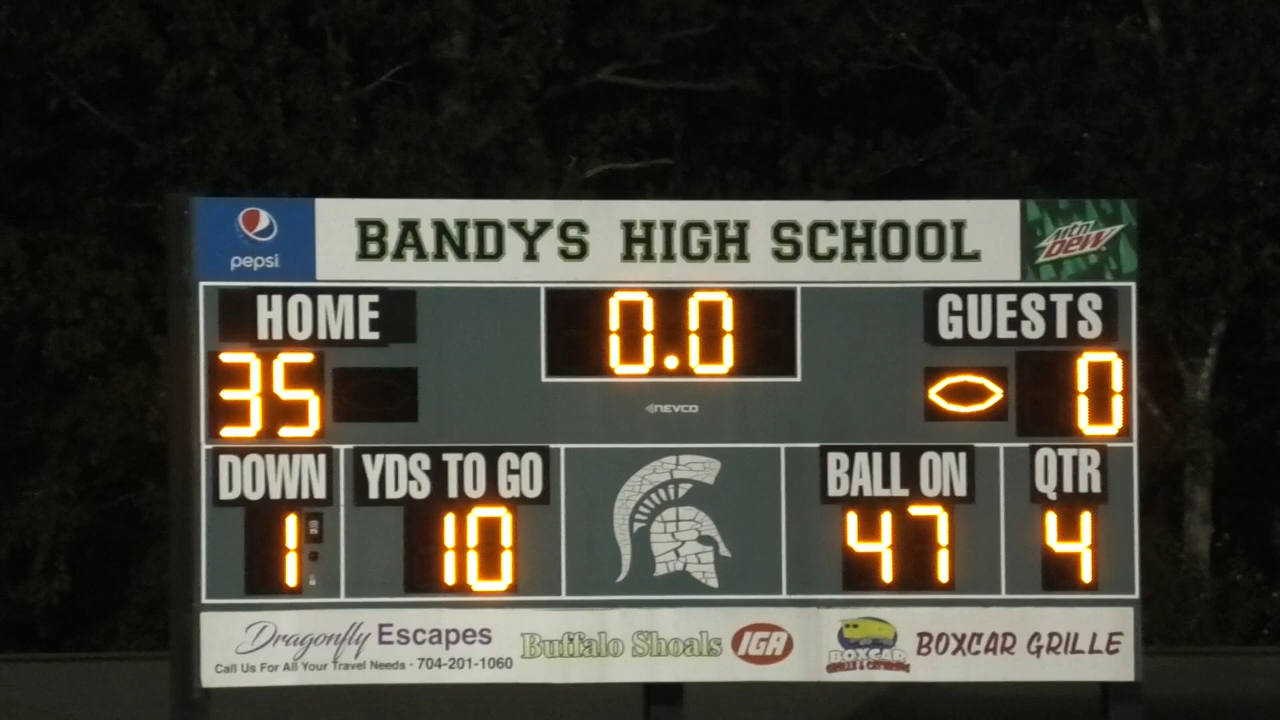 pepsi
BANDYS HIGH SCHOOL
Mtn DEW
HOME
0.0
GUESTS
35
0
NEVCO
DOWN
YDS TO GO
BALL ON
QTR
1
10
47
4
Dragonfly Escapes
Call Us For All Your Travel Needs · 704-201-1060
Buffalo Shoals
IGA
BOXCAR
GRILLE & CATERING
BOXCAR GRILLE